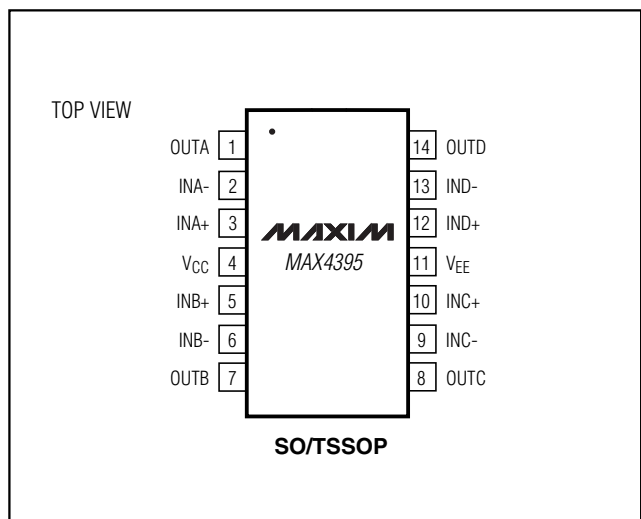 TOP VIEW
OUTA 1 14 OUTD
INA- 2 13 IND-
INA+ 3 12 IND+
MAXIM
VCC 4 MAX4395 11 VEE
INB+ 5 10 INC+
INB- 6 9 INC-
OUTB 7 8 OUTC
SO/TSSOP